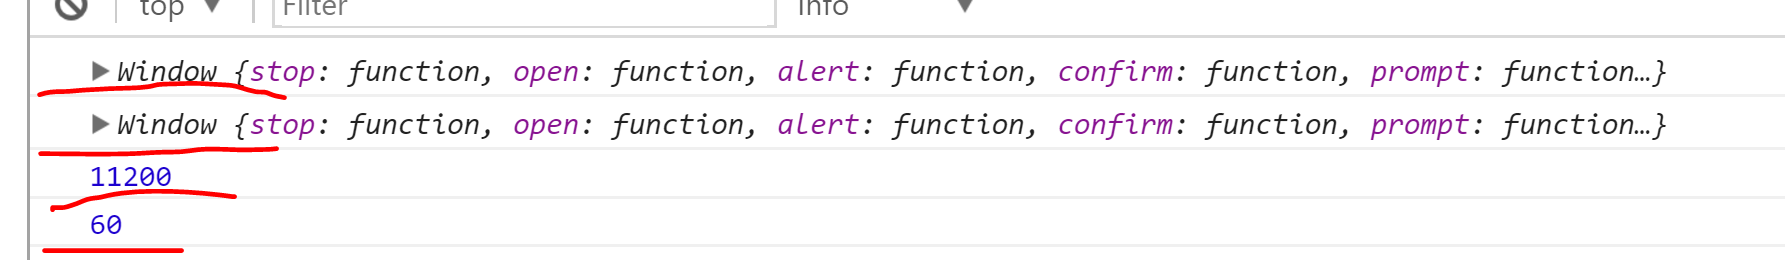 top Filter Info
Window {stop: function, open: function, alert: function, confirm: function, prompt: function…}
Window {stop: function, open: function, alert: function, confirm: function, prompt: function…}
11200
60